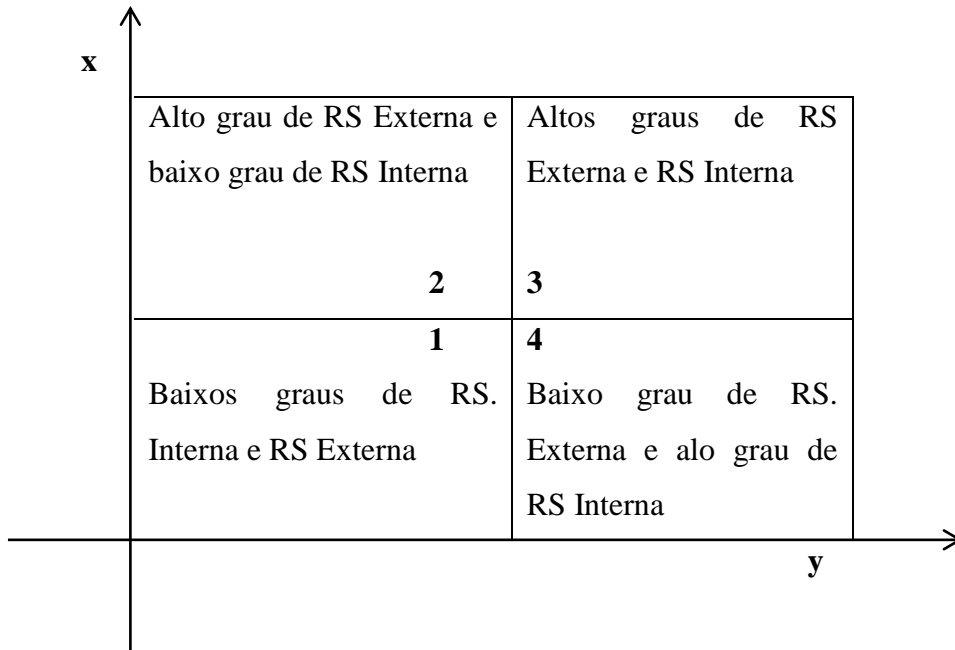 x
Alto grau de RS Externa e
baixo grau de RS Interna
2
Altos graus de RS
Externa e RS Interna
3
1
Baixos graus de RS.
Interna e RS Externa
4
Baixo grau de RS.
Externa e alo grau de
RS Interna
y